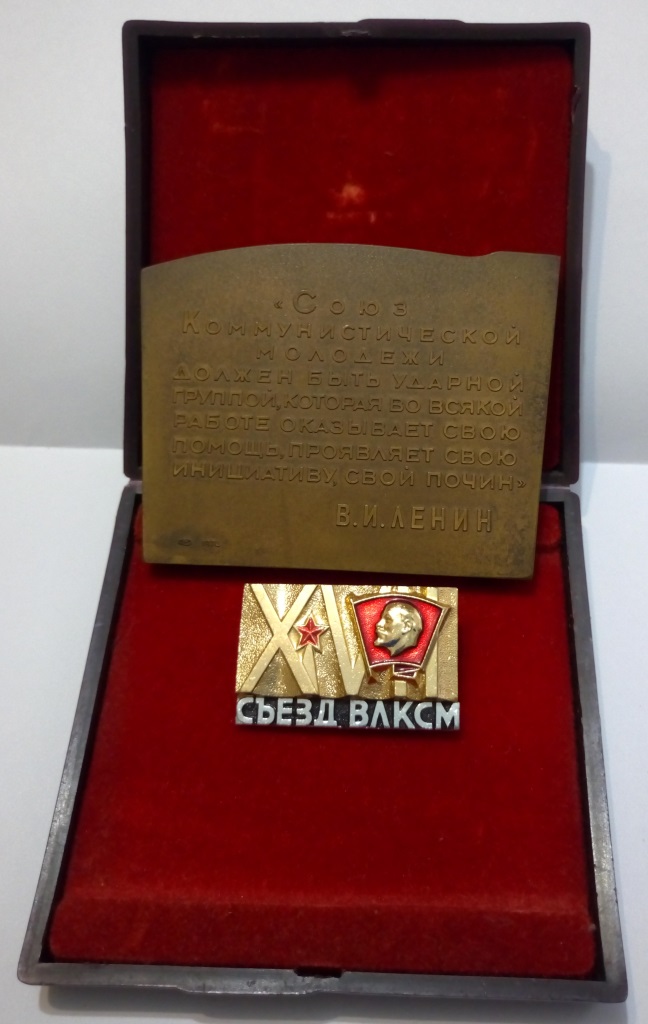 «Союз
Коммунистической
молодежи
должен быть ударной
группой, которая во всякой
работе оказывает свою
помощь, проявляет свою
инициативу, свой почин»
В.И.ЛЕНИН
СЪЕЗД ВЛКСМ